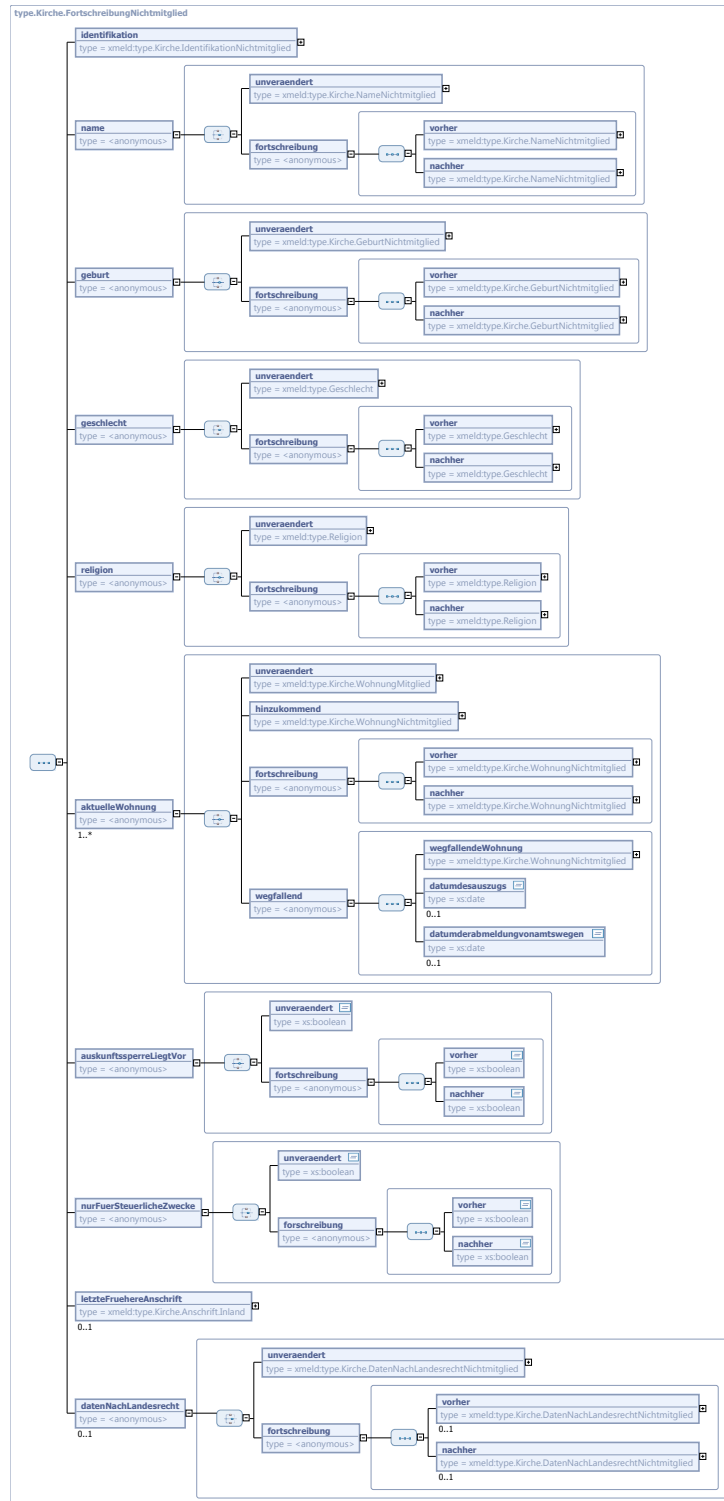 type.Kirche.FortschreibungNichtmitglied
identifikation
type = xmeld:type.Kirche.IdentifikationNichtmitglied
name
type = <anonymous>
unveraendert
type = xmeld:type.Kirche.NameNichtmitglied
fortschreibung
type = <anonymous>
vorher
type = xmeld:type.Kirche.NameNichtmitglied
nachher
type = xmeld:type.Kirche.NameNichtmitglied
geburt
type = <anonymous>
unveraendert
type = xmeld:type.Kirche.GeburtNichtmitglied
fortschreibung
type = <anonymous>
vorher
type = xmeld:type.Kirche.GeburtNichtmitglied
nachher
type = xmeld:type.Kirche.GeburtNichtmitglied
geschlecht
type = <anonymous>
unveraendert
type = xmeld:type.Geschlecht
fortschreibung
type = <anonymous>
vorher
type = xmeld:type.Geschlecht
nachher
type = xmeld:type.Geschlecht
religion
type = <anonymous>
unveraendert
type = xmeld:type.Religion
fortschreibung
type = <anonymous>
vorher
type = xmeld:type.Religion
nachher
type = xmeld:type.Religion
aktuelleWohnung
type = <anonymous>
1..*
unveraendert
type = xmeld:type.Kirche.WohnungMitglied
hinzukommend
type = xmeld:type.Kirche.WohnungNichtmitglied
fortschreibung
type = <anonymous>
vorher
type = xmeld:type.Kirche.WohnungNichtmitglied
nachher
type = xmeld:type.Kirche.WohnungNichtmitglied
wegfallend
type = <anonymous>
wegfallendeWohnung
type = xmeld:type.Kirche.WohnungNichtmitglied
datumdesauszugs
type = xs:date
0..1
datumderabmeldungvonamtswegen
type = xs:date
0..1
auskunftssperreLiegtVor
type = <anonymous>
unveraendert
type = xs:boolean
fortschreibung
type = <anonymous>
vorher
type = xs:boolean
nachher
type = xs:boolean
nurFuerSteuerlicheZwecke
type = <anonymous>
unveraendert
type = xs:boolean
forschreibung
type = <anonymous>
vorher
type = xs:boolean
nachher
type = xs:boolean
letzteFruehereAnschrift
type = xmeld:type.Kirche.Anschrift.Inland
0..1
datenNachLandesrecht
type = <anonymous>
0..1
unveraendert
type = xmeld:type.Kirche.DatenNachLandesrechtNichtmitglied
fortschreibung
type = <anonymous>
vorher
type = xmeld:type.Kirche.DatenNachLandesrechtNichtmitglied
0..1
nachher
type = xmeld:type.Kirche.DatenNachLandesrechtNichtmitglied
0..1